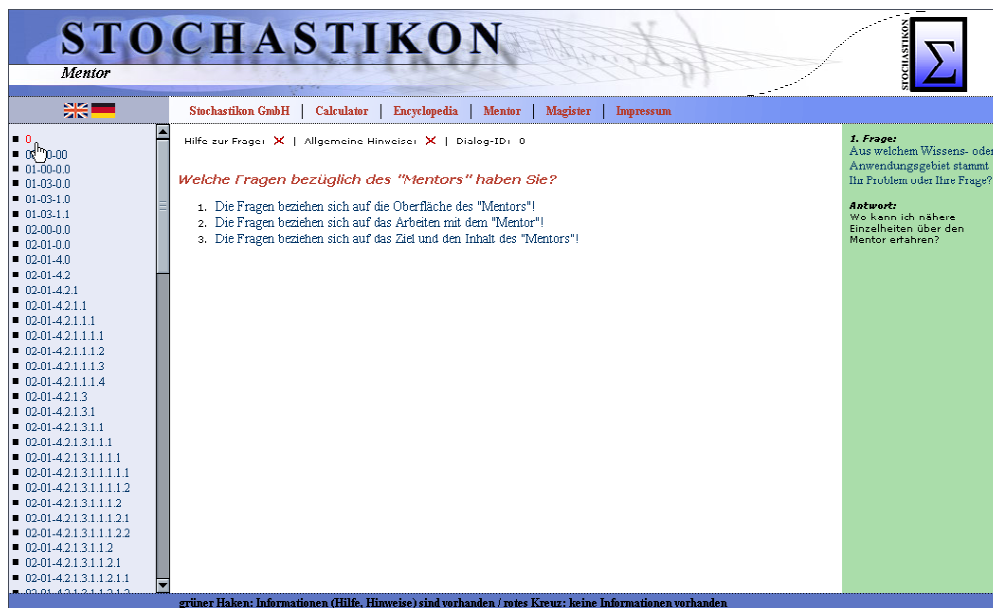 STOCHASTIKON
Mentor
STOCHASTIKON
Σ
Stochastikon GmbH | Calculator | Encyclopedia | Mentor | Magister | Impressum
0
01-00-0.0
01-03-0.0
01-03-1.0
01-03-1.1
02-00-0.0
02-01-0.0
02-01-4.0
02-01-4.2
02-01-4.2.1
02-01-4.2.1.1
02-01-4.2.1.1.1
02-01-4.2.1.1.1.1
02-01-4.2.1.1.1.2
02-01-4.2.1.1.1.3
02-01-4.2.1.1.1.4
02-01-4.2.1.3
02-01-4.2.1.3.1
02-01-4.2.1.3.1.1
02-01-4.2.1.3.1.1.1
02-01-4.2.1.3.1.1.1.1
02-01-4.2.1.3.1.1.1.1.1
02-01-4.2.1.3.1.1.1.1.2
02-01-4.2.1.3.1.1.1.2
02-01-4.2.1.3.1.1.1.2.1
02-01-4.2.1.3.1.1.1.2.2
02-01-4.2.1.3.1.1.2
02-01-4.2.1.3.1.1.2.1
02-01-4.2.1.3.1.1.2.1.1
Hilfe zur Frage: | Allgemeine Hinweise: | Dialog-ID: 0
Welche Fragen bezüglich des "Mentors" haben Sie?
1. Die Fragen beziehen sich auf die Oberfläche des "Mentors"!
2. Die Fragen beziehen sich auf das Arbeiten mit dem "Mentor"!
3. Die Fragen beziehen sich auf das Ziel und den Inhalt des "Mentors"!
1. Frage:
Aus welchem Wissens- oder
Anwendungsgebiet stammt
Ihr Problem oder Ihre Frage?
Antwort:
Wo kann ich nähere
Einzelheiten über den
Mentor erfahren?
grüner Haken: Informationen (Hilfe, Hinweise) sind vorhanden / rotes Kreuz: keine Informationen vorhanden